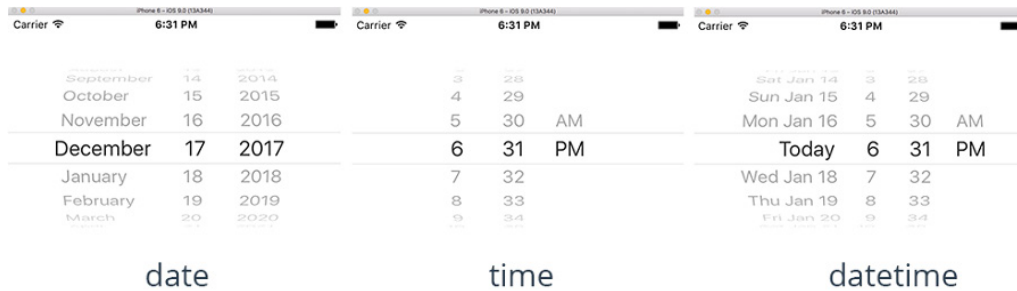 iPhone 6 – iOS 9.0 (13A344)
Carrier 6:31 PM
September 14 2014
October 15 2015
November 16 2016
December 17 2017
January 18 2018
February 19 2019
March 20 2020
date
iPhone 6 – iOS 9.0 (13A344)
Carrier 6:31 PM
3 28
4 29
5 30 AM
6 31 PM
7 32
8 33
9 34
time
iPhone 6 – iOS 9.0 (13A344)
Carrier 6:31 PM
Sat Jan 14 3 28
Sun Jan 15 4 29
Mon Jan 16 5 30 AM
Today 6 31 PM
Wed Jan 18 7 32
Thu Jan 19 8 33
Fri Jan 20 9 34
datetime